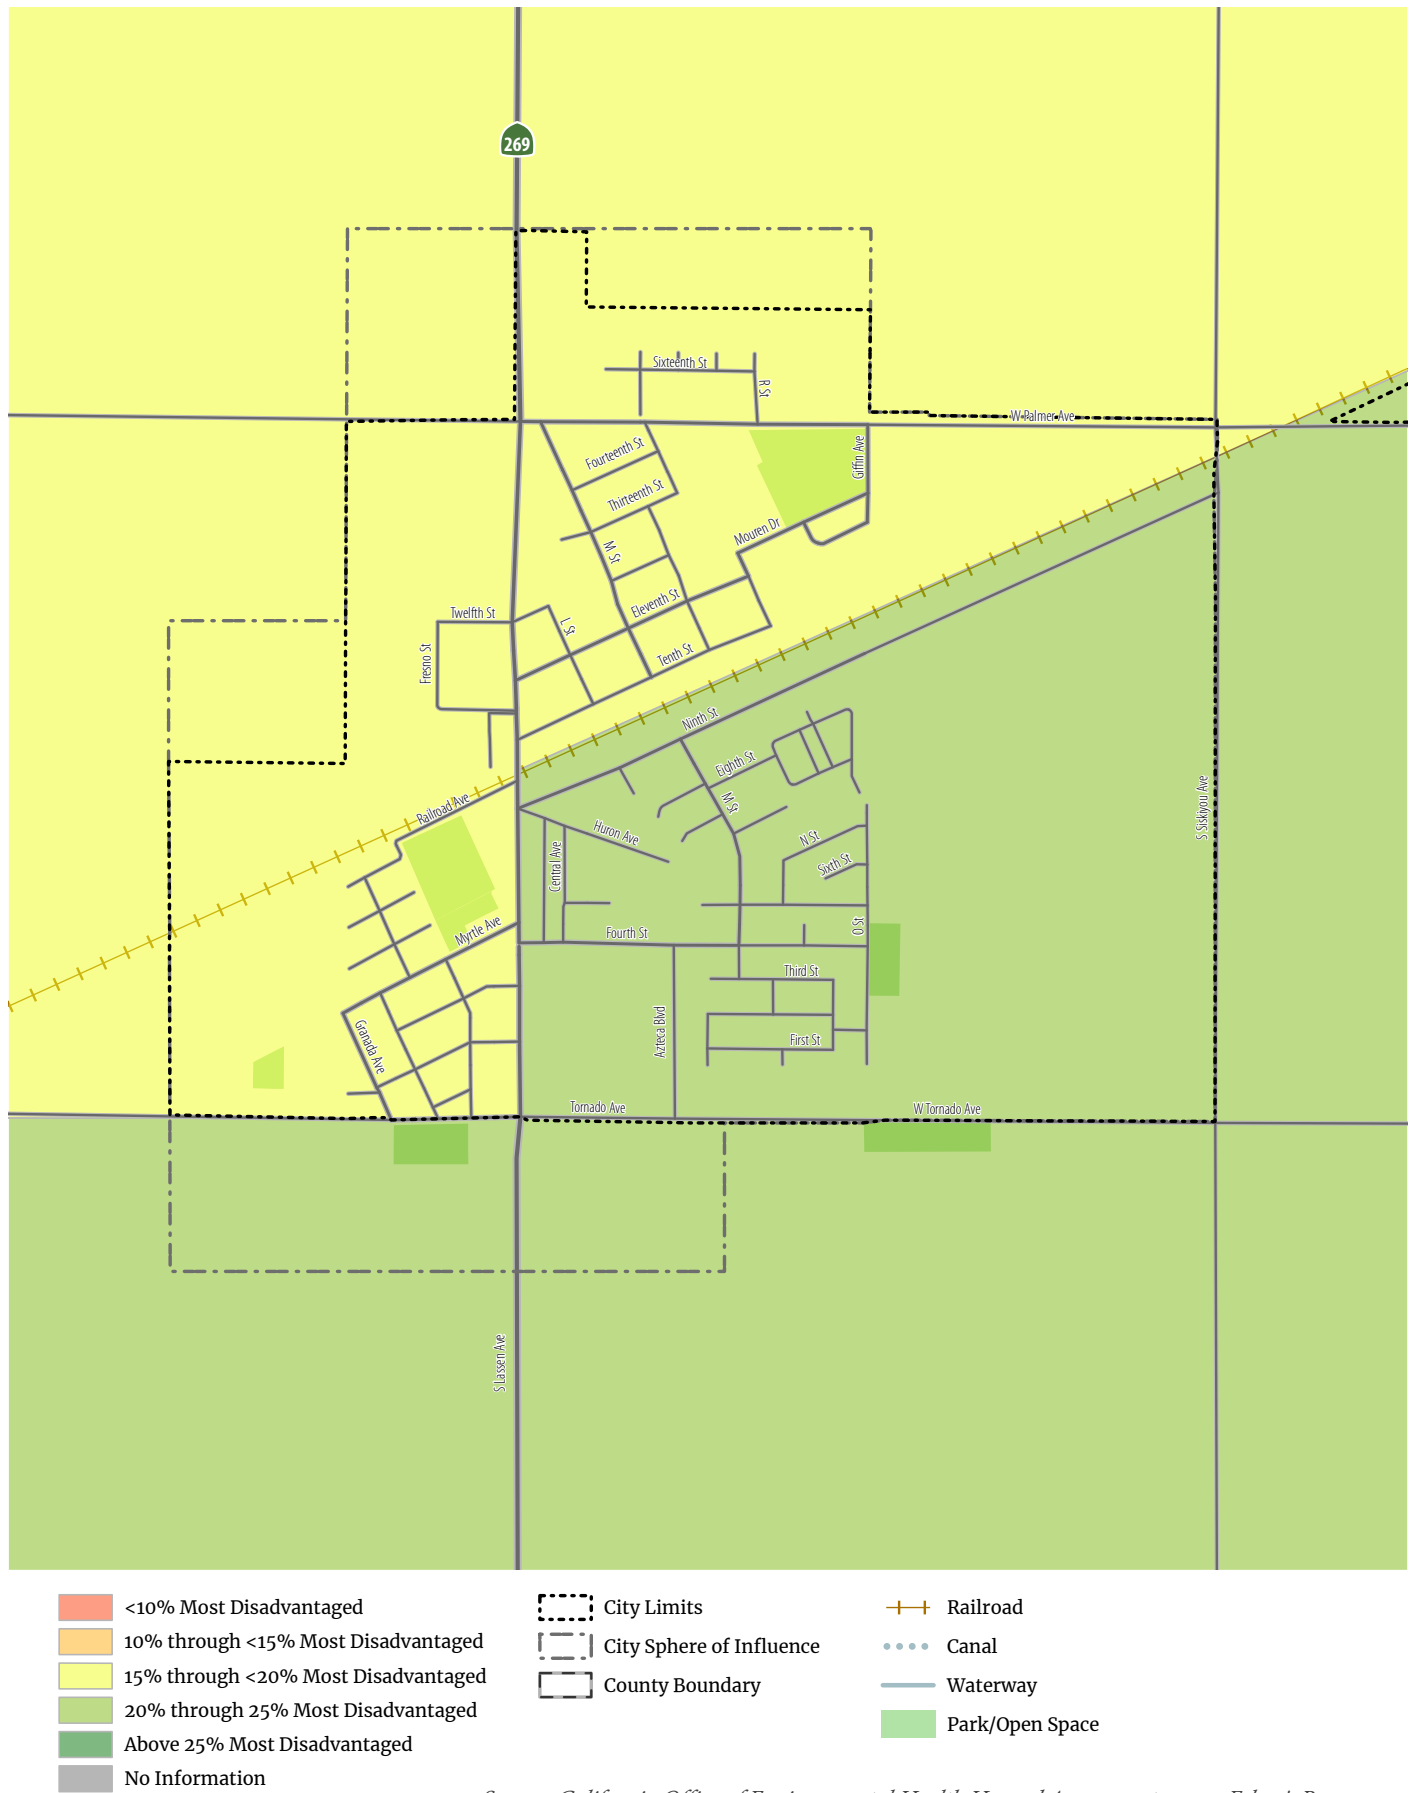 269
Sixteenth St
R St
W Palmer Ave
Fourteenth St
Giffin Ave
Thirteenth St
Mouren Dr
M St
Eleventh St
Twelfth St
L St
Fresno St
Tenth St
Ninth St
Eighth St
M St
S Siskiyou Ave
Railroad Ave
Huron Ave
N St
Central Ave
Sixth St
Myrtle Ave
Fourth St
O St
Third St
Azteca Blvd
Granada Ave
First St
Tornado Ave
W Tornado Ave
S Lassen Ave
<10% Most Disadvantaged
10% through <15% Most Disadvantaged
15% through <20% Most Disadvantaged
20% through 25% Most Disadvantaged
Above 25% Most Disadvantaged
No Information
City Limits
City Sphere of Influence
County Boundary
Railroad
Canal
Waterway
Park/Open Space